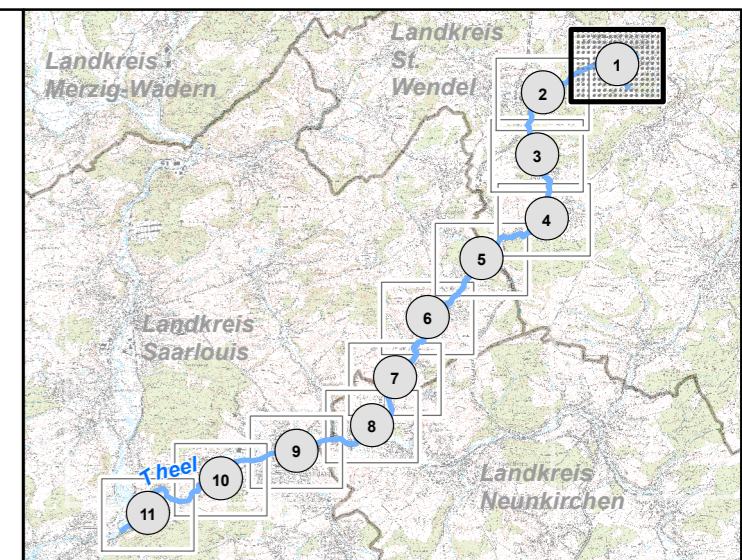 Landkreis
Merzig-Wadern
Landkreis
St.
Wendel
1
2
3
4
5
6
Landkreis
Saarlouis
7
8
9
10
11
Theel
Landkreis
Neunkirchen